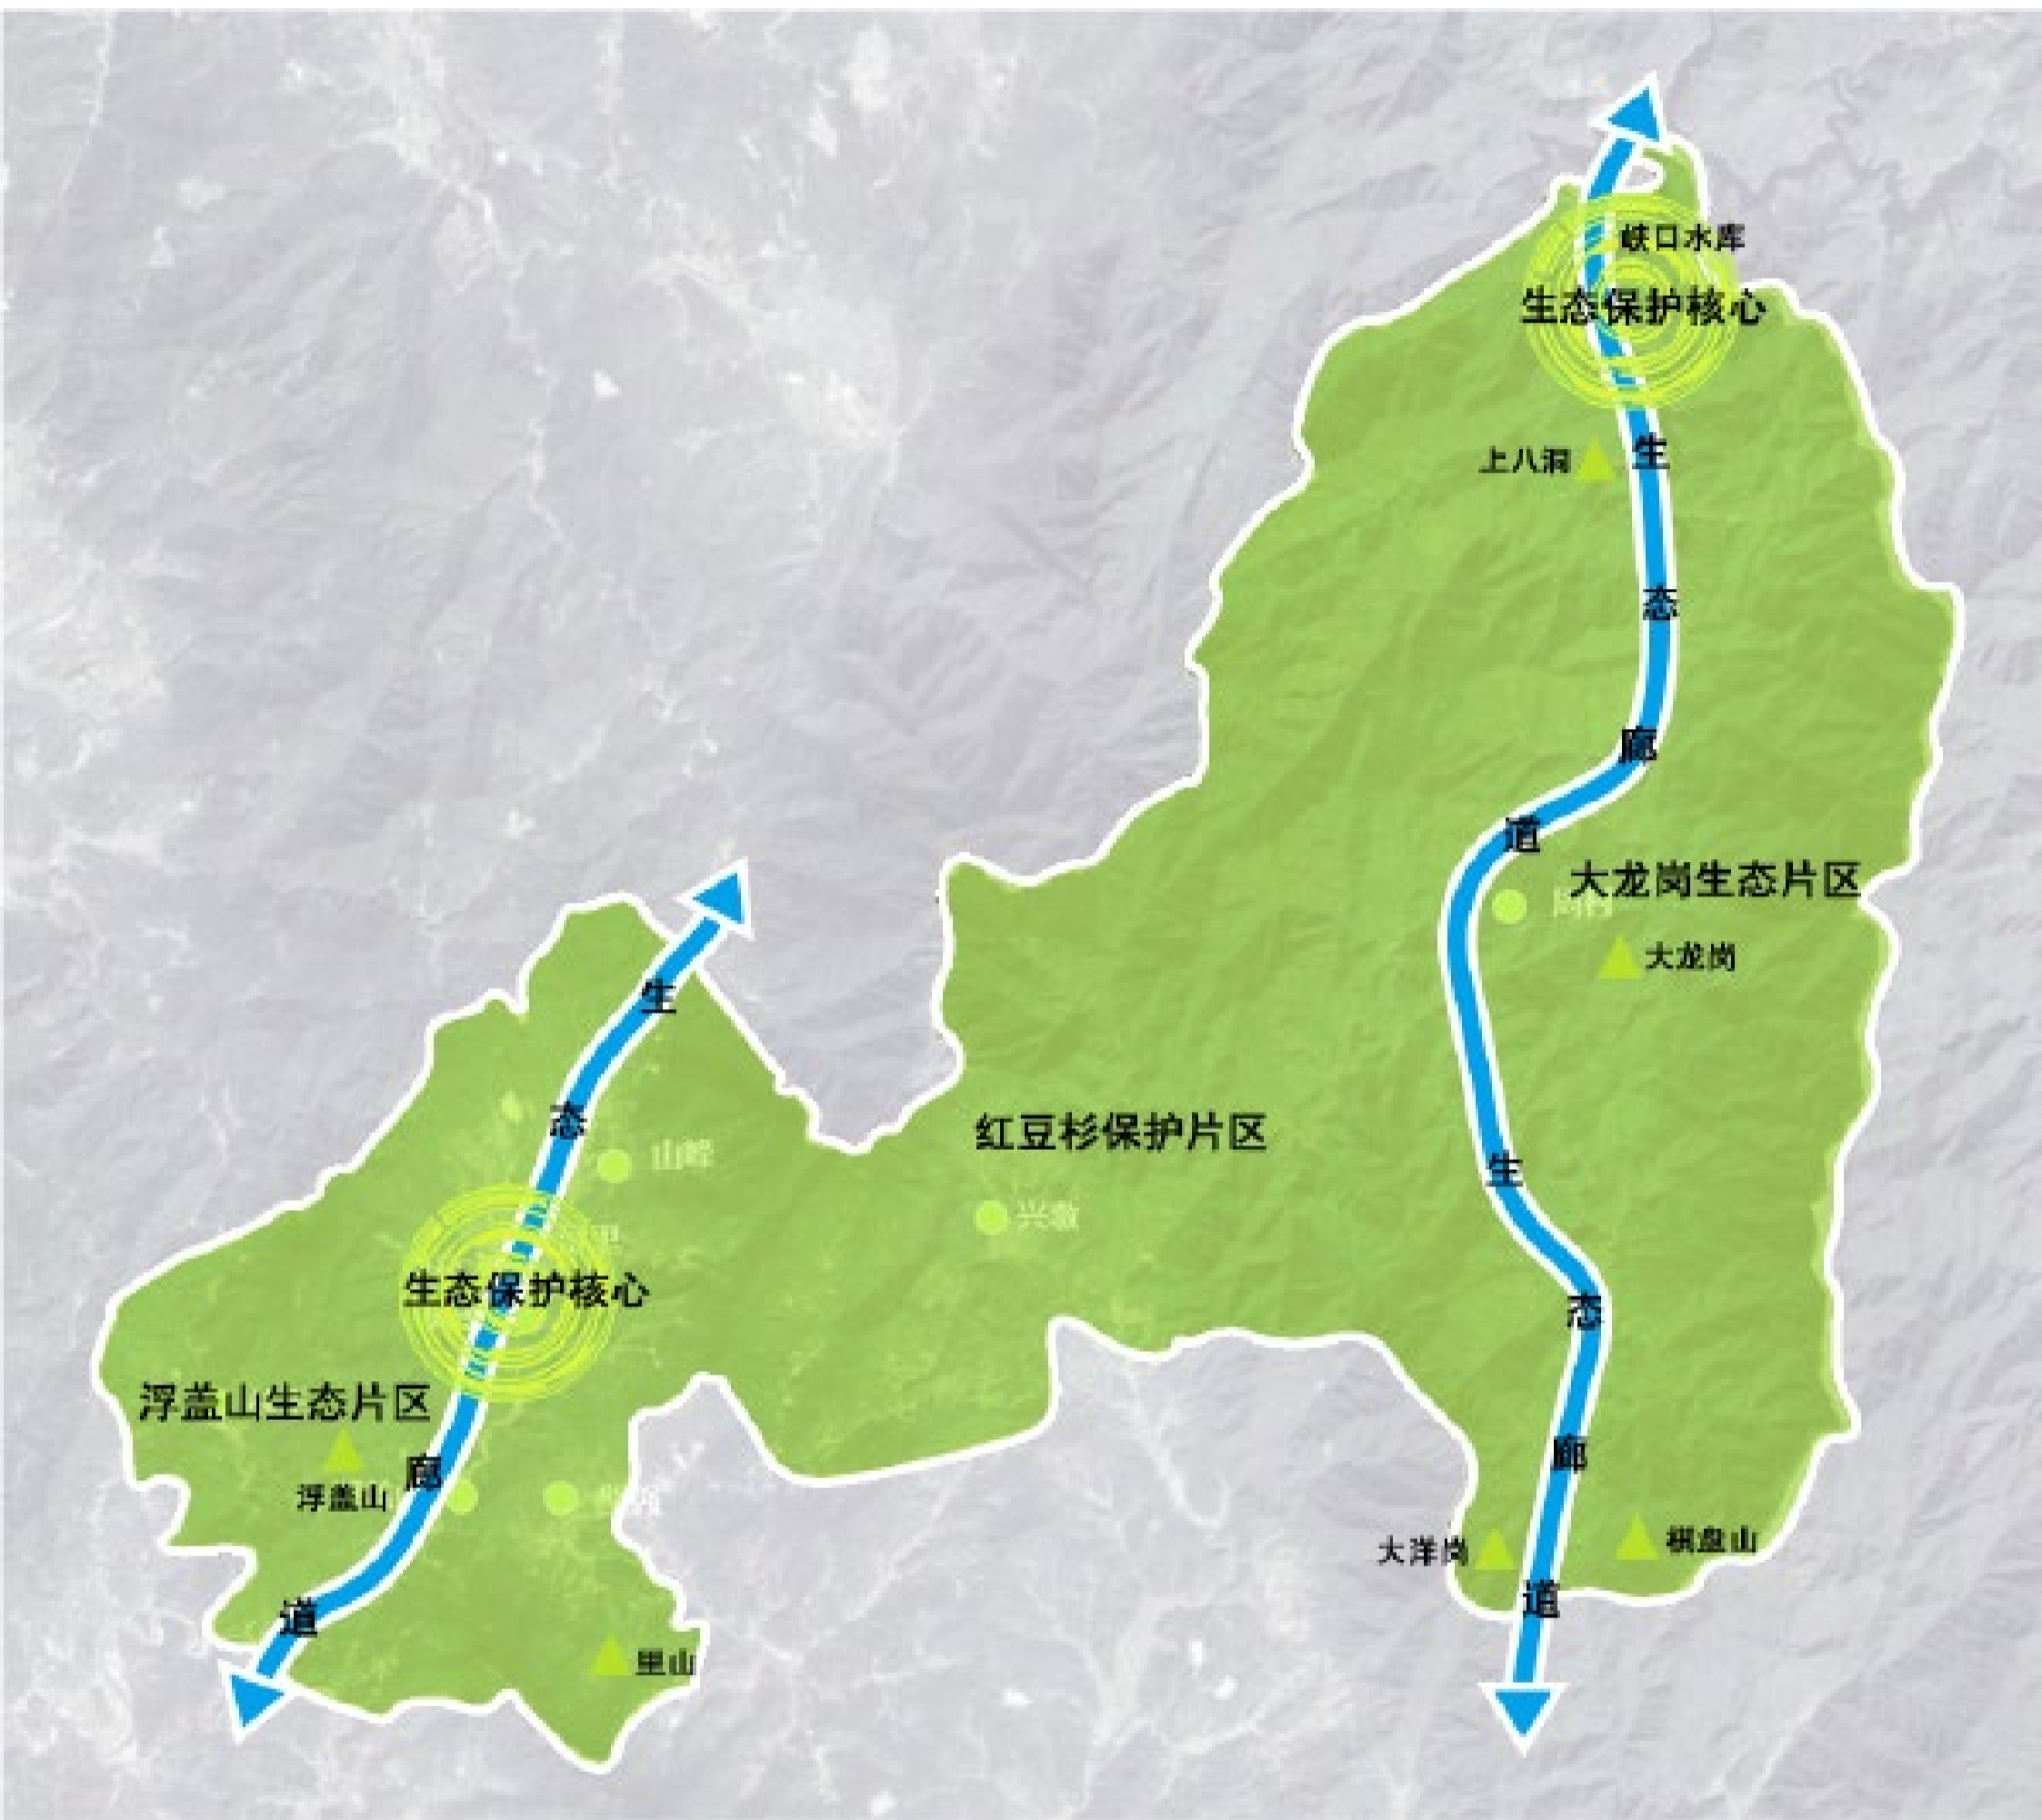 峡口水库
生态保护核心
上八洞
生态廊道
大龙岗生态片区
大龙岗
生态廊道
红豆杉保护片区
山峰
兴墩
生态廊道
生态保护核心
浮盖山生态片区
浮盖山
大洋岗
棋盘山
里山